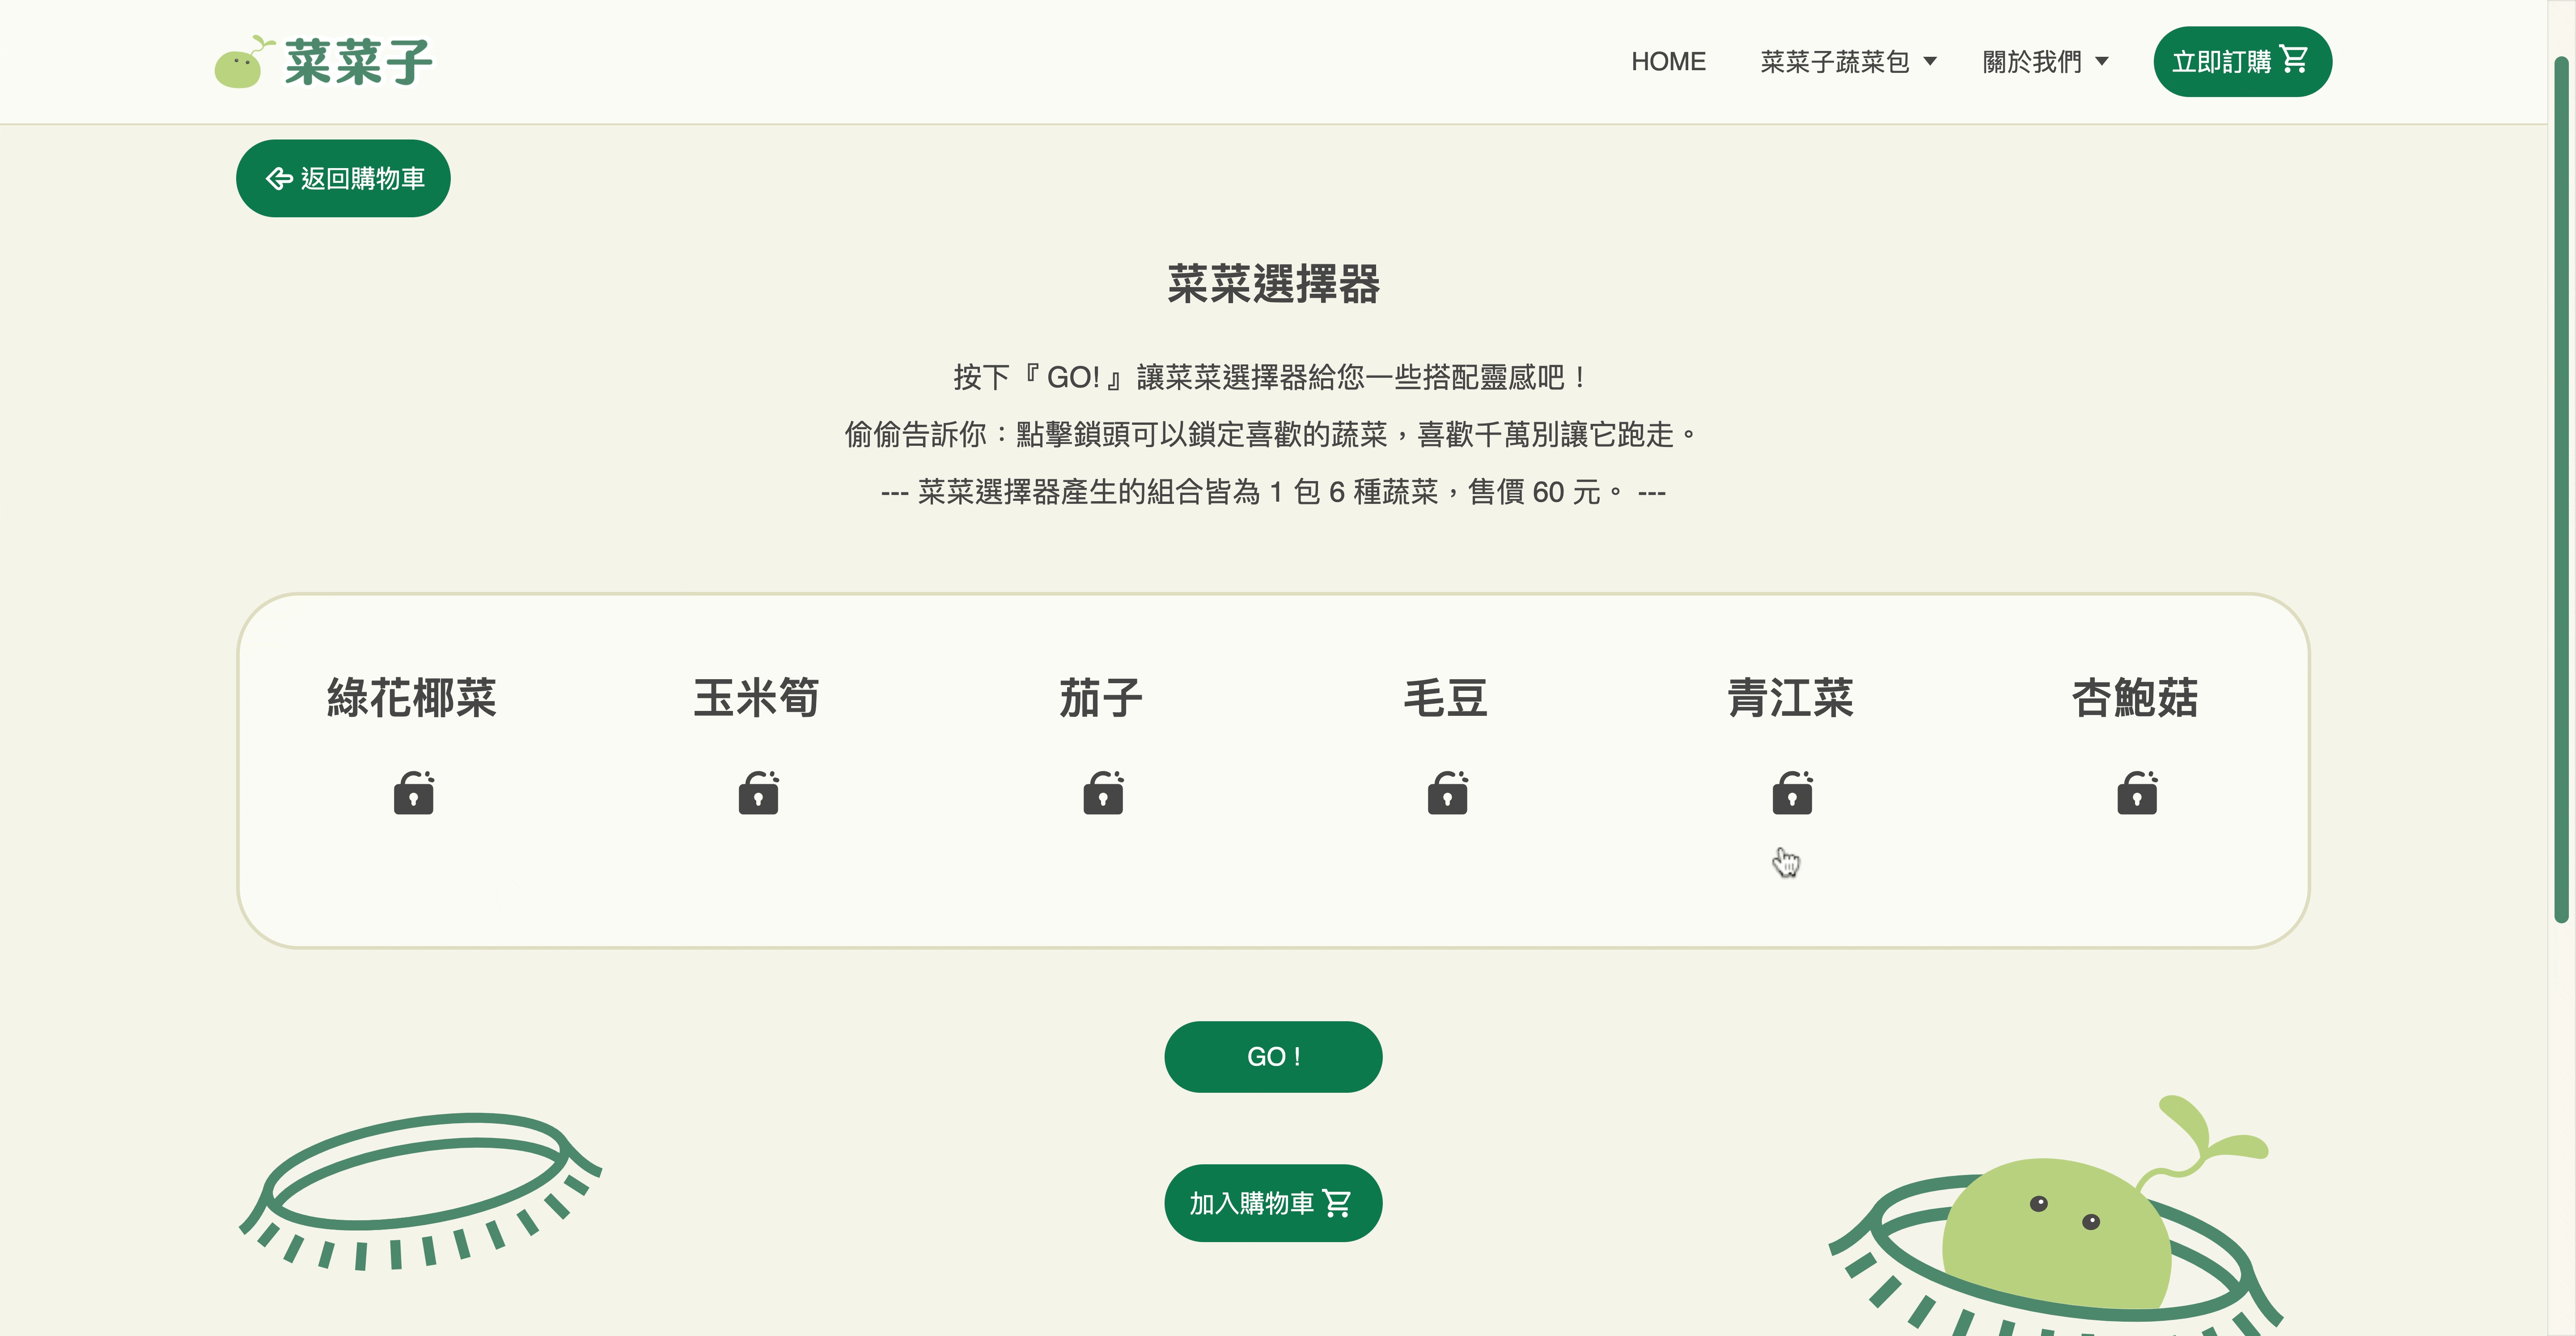 菜菜子
HOME
菜菜子蔬菜包
關於我們
立即訂購
返回購物車
菜菜選擇器
按下『 GO! 』讓菜菜選擇器給您一些搭配靈感吧！
偷偷告訴你：點擊鎖頭可以鎖定喜歡的蔬菜，喜歡千萬別讓它跑走。
--- 菜菜選擇器產生的組合皆為 1 包 6 種蔬菜，售價 60 元。 ---
綠花椰菜
玉米筍
茄子
毛豆
青江菜
杏鮑菇
GO！
加入購物車